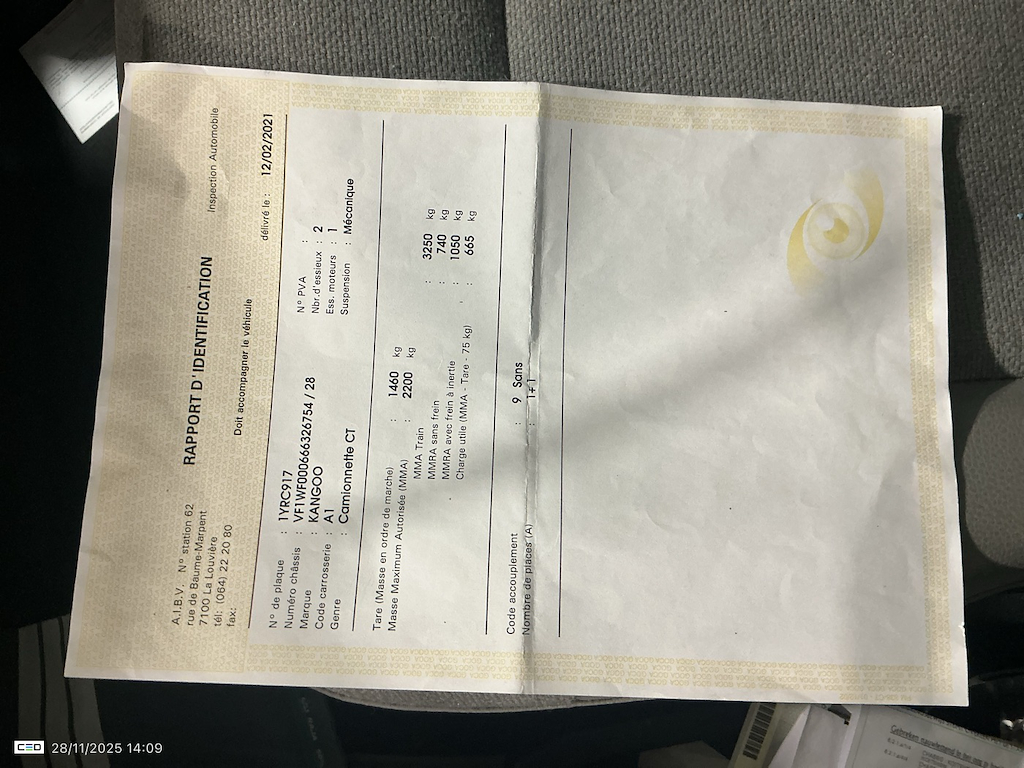 A.I.B.V. N° station 62
rue de Baume-Marpent
7100 La Louvière
tél: (064) 22 20 80
fax:
Inspection Automobile
RAPPORT D'IDENTIFICATION
Doit accompagner le véhicule
délivré le : 12/02/2021
N° de plaque : 1YRC917
Numéro châssis : VF1WF000666326754 / 28
Marque : KANGOO
Code carrosserie : A1
Genre : Camionnette CT
N° PVA :
Nbr.d'essieux : 2
Ess. moteurs : 1
Suspension : Mécanique
Tare (Masse en ordre de marche) : 1460 kg
Masse Maximum Autorisée (MMA) : 2200 kg
MMA Train : 3250 kg
MMRA sans frein : 740 kg
MMRA avec frein à inertie : 1050 kg
Charge utile (MMA - Tare - 75 kg) : 665 kg
Code accouplement : 9 Sans
Nombre de places (A) : 1+1
CEO 28/11/2025 14:09